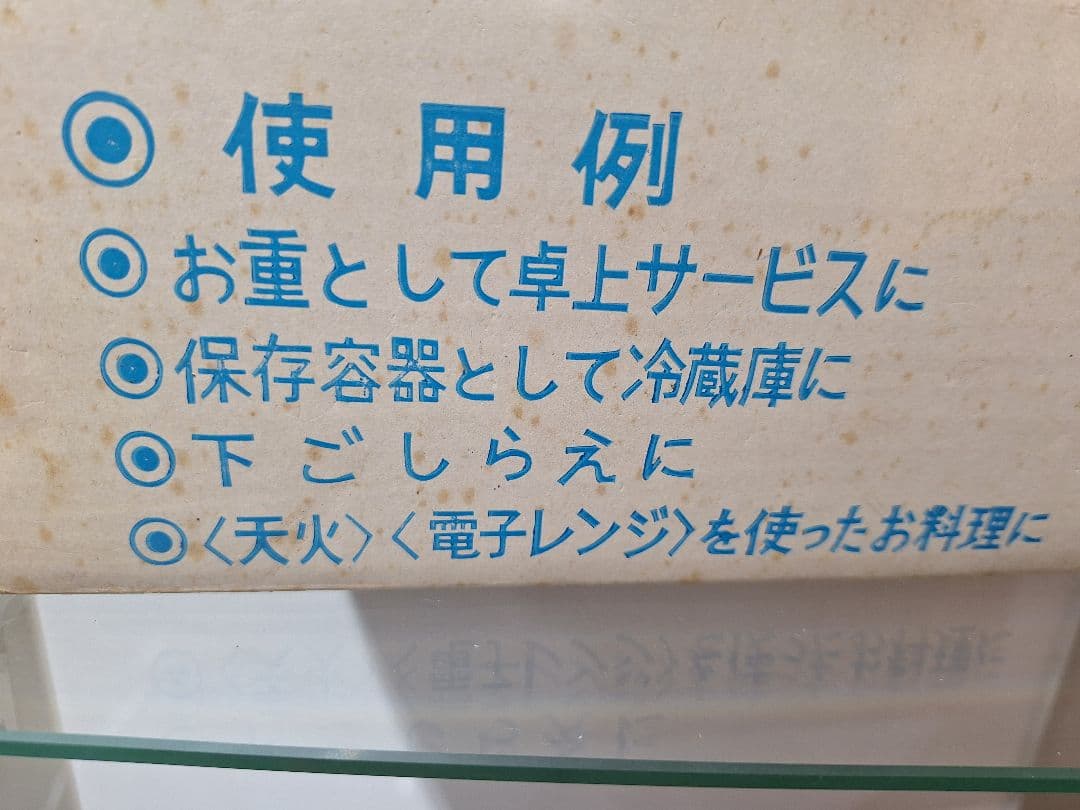 ◎ 使用例
◎お重として卓上サービスに
◎保存容器として冷蔵庫に
◎下ごしらえに
◎〈天火〉〈電子レンジ〉を使ったお料理に